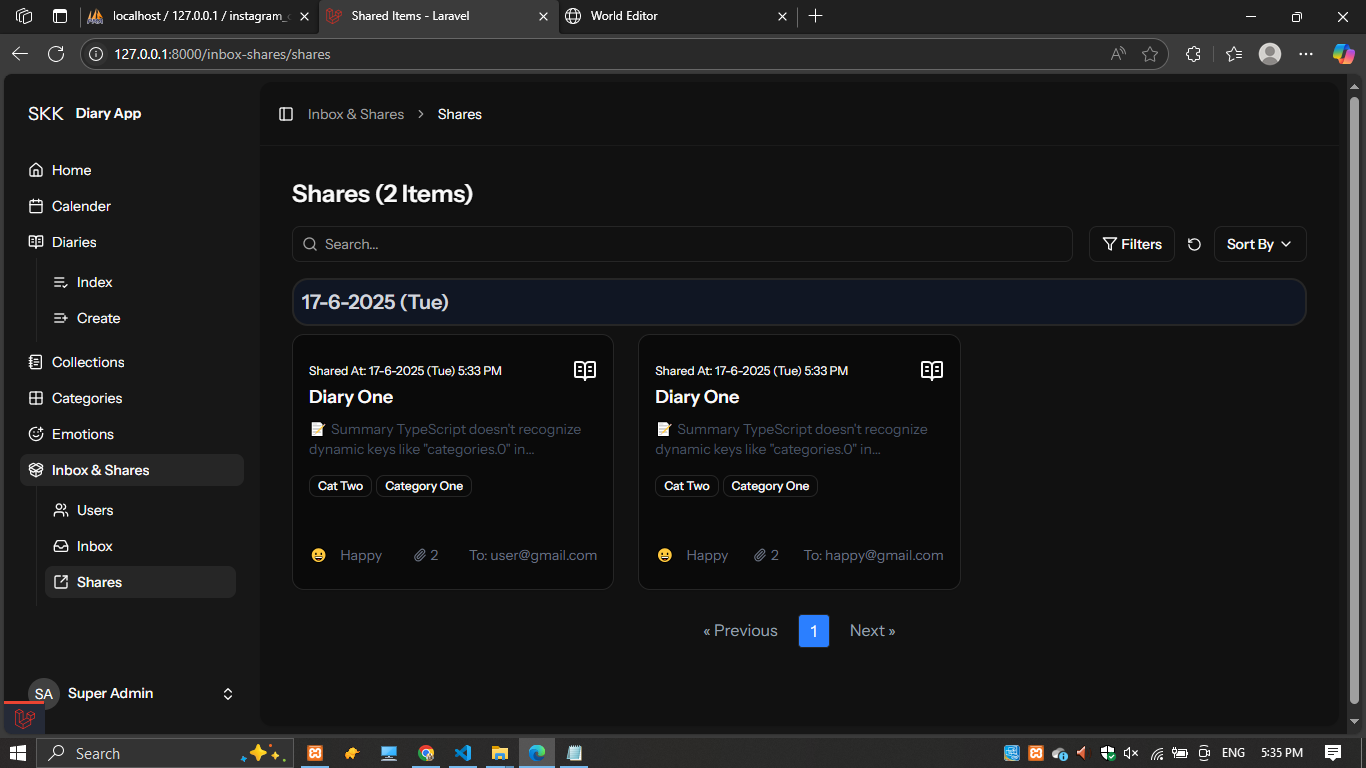 localhost / 127.0.0.1 / instagram_
Shared Items - Laravel
World Editor
127.0.0.1:8000/inbox-shares/shares
SKK Diary App
Home
Calender
Diaries
Index
Create
Collections
Categories
Emotions
Inbox & Shares
Users
Inbox
Shares
SA Super Admin
Inbox & Shares > Shares
Shares (2 Items)
Search...
Filters
Sort By
17-6-2025 (Tue)
Shared At: 17-6-2025 (Tue) 5:33 PM
Diary One
📝 Summary TypeScript doesn't recognize
dynamic keys like "categories.0" in...
Cat Two Category One
😀 Happy 2 To: user@gmail.com
Shared At: 17-6-2025 (Tue) 5:33 PM
Diary One
📝 Summary TypeScript doesn't recognize
dynamic keys like "categories.0" in...
Cat Two Category One
😀 Happy 2 To: happy@gmail.com
« Previous 1 Next »
Search
ENG 5:35 PM